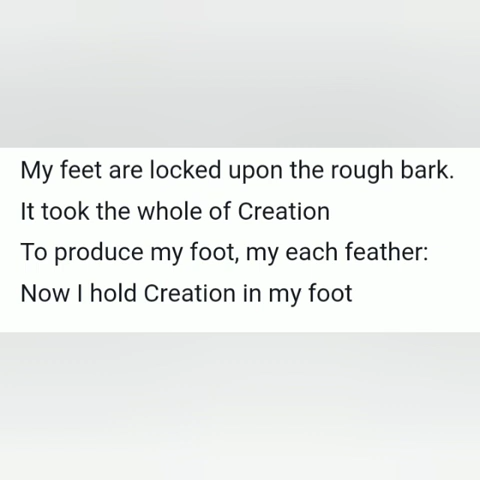 My feet are locked upon the rough bark.
It took the whole of Creation
To produce my foot, my each feather:
Now I hold Creation in my foot